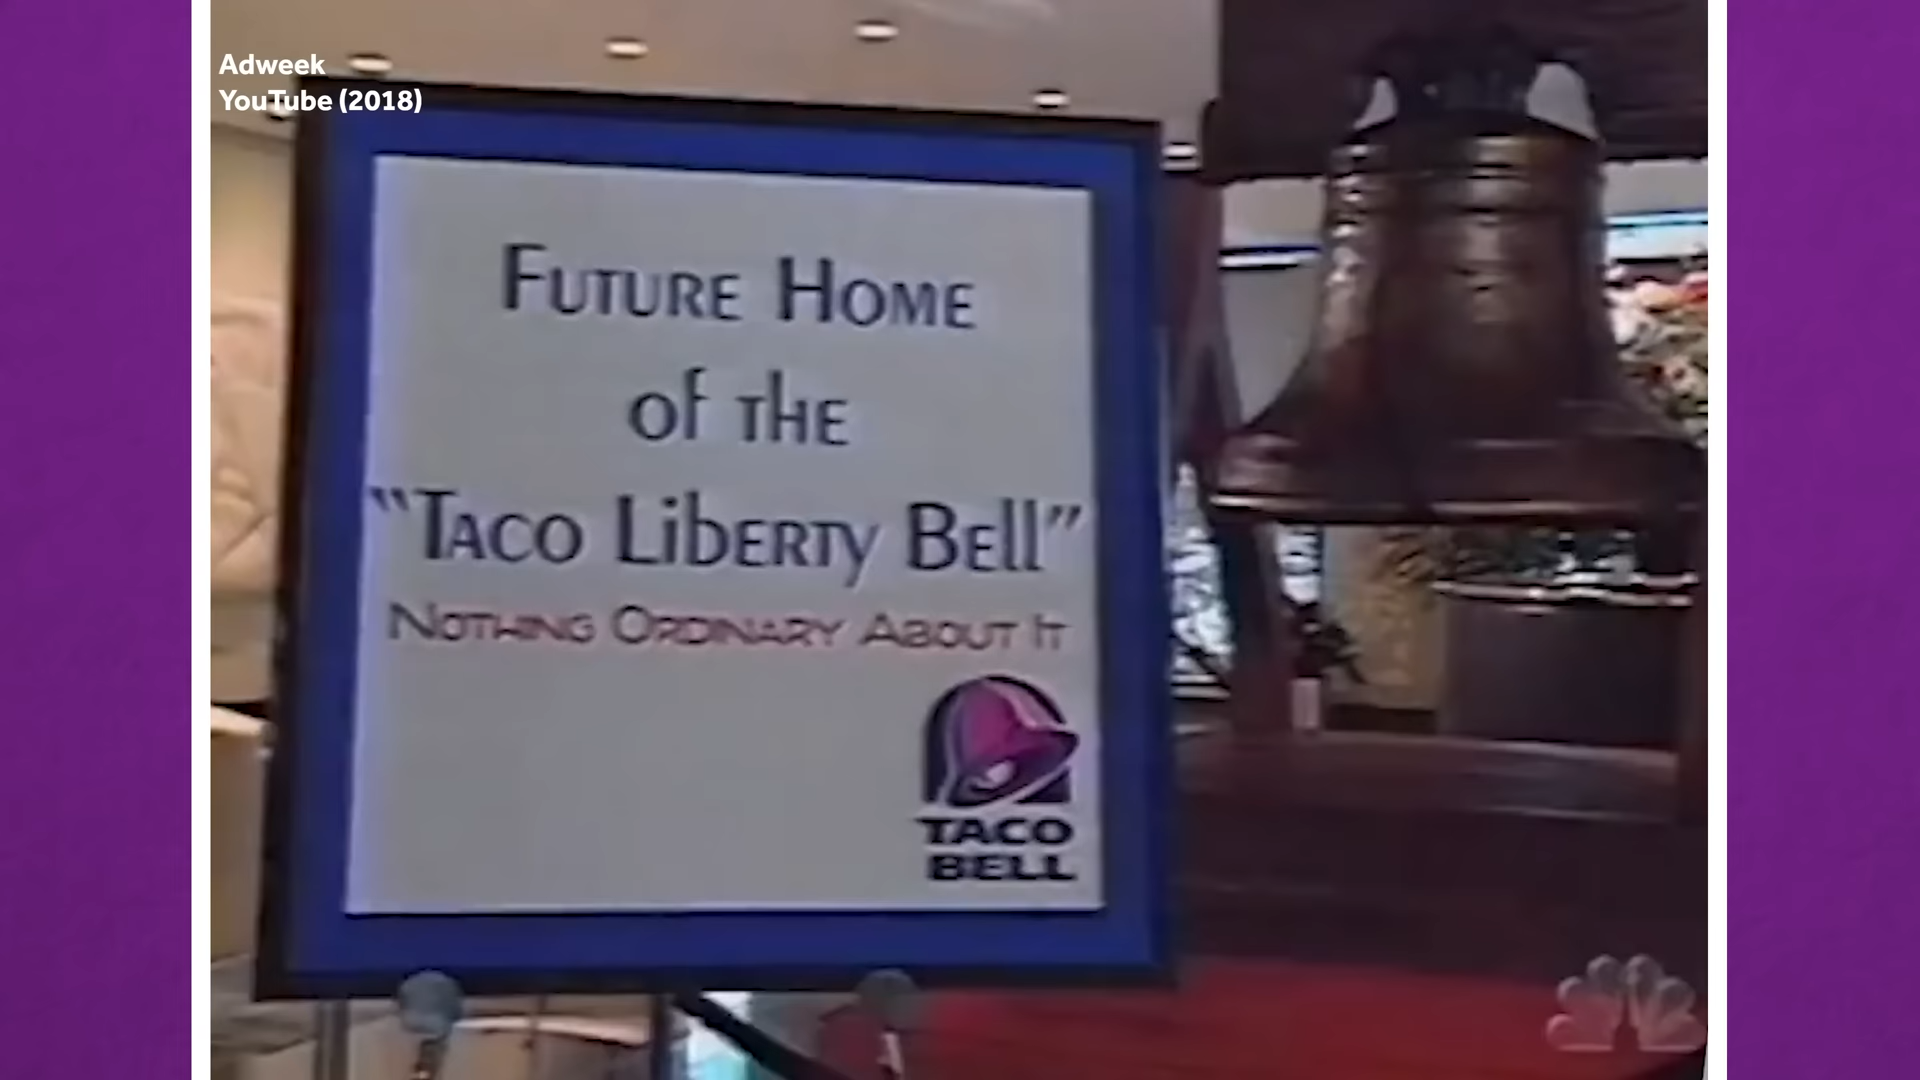 Adweek
YouTube (2018)
Future Home
of the
"Taco Liberty Bell"
Nothing Ordinary About It
TACO
BELL